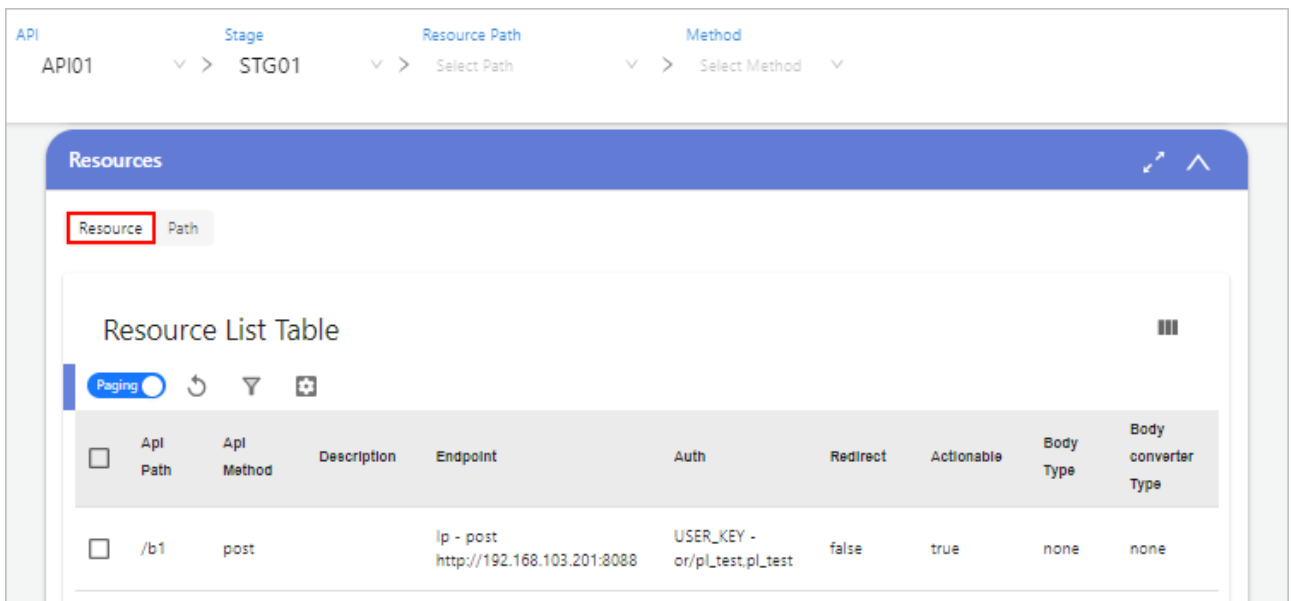 API Stage Resource Path Method
API01 > STG01 > Select Path > Select Method
Resources
Resource Path
Resource List Table
Paging
Api Path Api Method Description Endpoint Auth Redirect Actionable Body Type Body converter Type
/b1 post Ip - post http://192.168.103.201:8088 USER_KEY - or/pl_test,pl_test false true none none